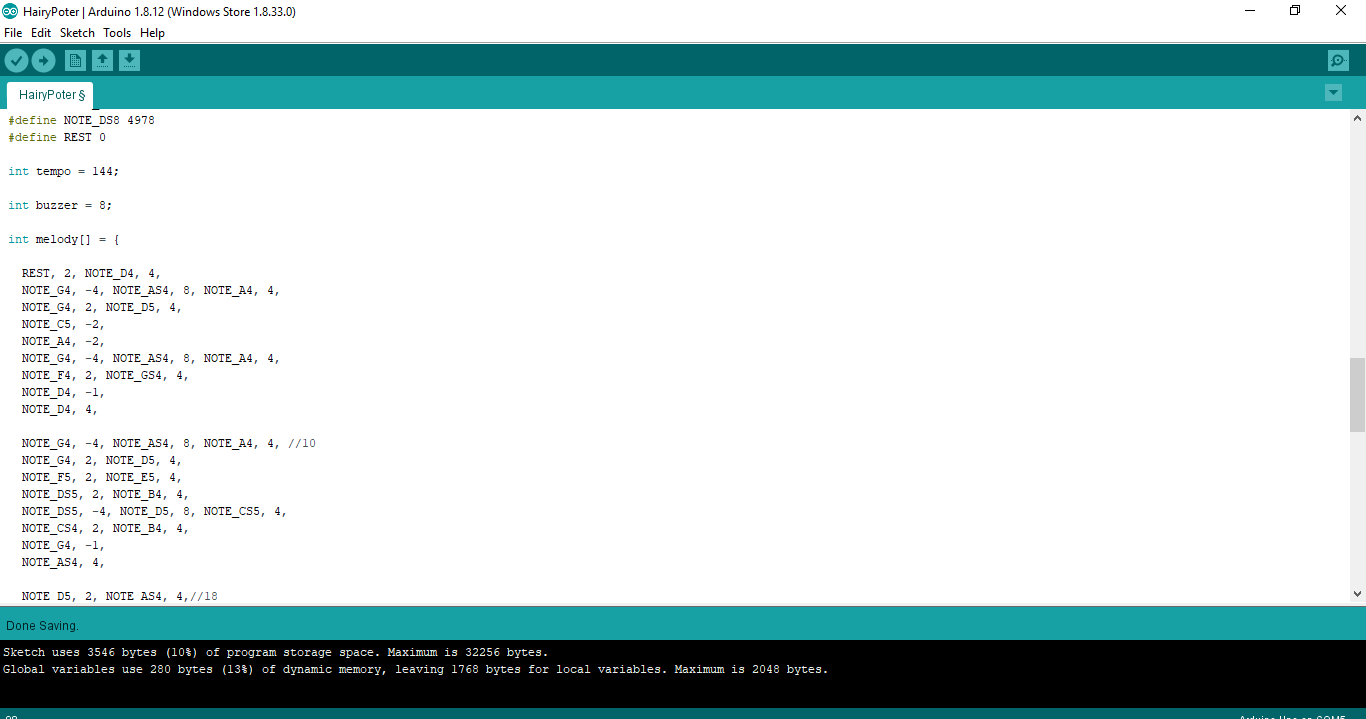 HairyPoter | Arduino 1.8.12 (Windows Store 1.8.33.0)
File Edit Sketch Tools Help
HairyPoter §
#define NOTE_DS8 4978
#define REST 0
int tempo = 144;
int buzzer = 8;
int melody[] = {
REST, 2, NOTE_D4, 4,
NOTE_G4, -4, NOTE_AS4, 8, NOTE_A4, 4,
NOTE_G4, 2, NOTE_D5, 4,
NOTE_C5, -2,
NOTE_A4, -2,
NOTE_G4, -4, NOTE_AS4, 8, NOTE_A4, 4,
NOTE_F4, 2, NOTE_GS4, 4,
NOTE_D4, -1,
NOTE_D4, 4,
NOTE_G4, -4, NOTE_AS4, 8, NOTE_A4, 4, //10
NOTE_G4, 2, NOTE_D5, 4,
NOTE_F5, 2, NOTE_E5, 4,
NOTE_DS5, 2, NOTE_B4, 4,
NOTE_DS5, -4, NOTE_D5, 8, NOTE_CS5, 4,
NOTE_CS4, 2, NOTE_B4, 4,
NOTE_G4, -1,
NOTE_AS4, 4,
NOTE_D5, 2, NOTE_AS4, 4,//18
Done Saving.
Sketch uses 3546 bytes (10%) of program storage space. Maximum is 32256 bytes.
Global variables use 280 bytes (13%) of dynamic memory, leaving 1768 bytes for local variables. Maximum is 2048 bytes.
Arduino Uno on COM5